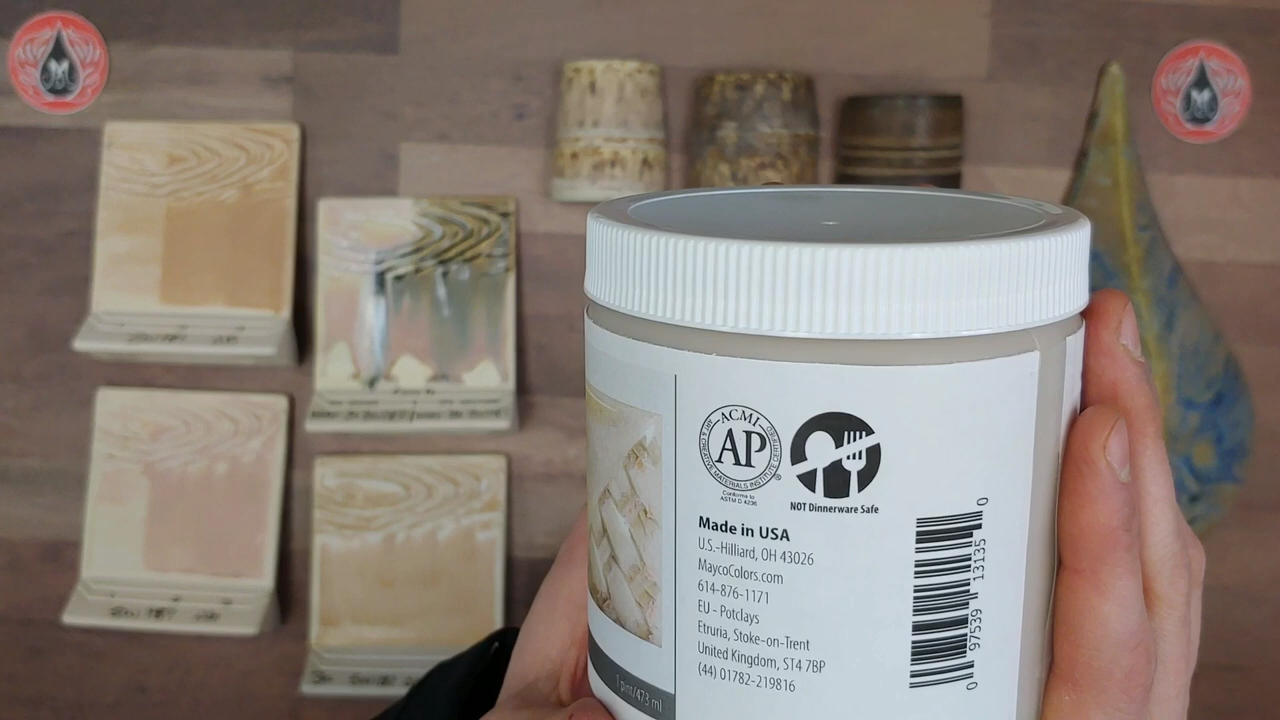 ACMI
AP
ART & CREATIVE MATERIALS INSTITUTE CERTIFIED
Conforms to
ASTM D 4236
NOT Dinnerware Safe
Made in USA
U.S.-Hilliard, OH 43026
MaycoColors.com
614-876-1171
EU - Potclays
Etruria, Stoke-on-Trent
United Kingdom, ST4 7BP
(44) 01782-219816
0 97539 13135 0
1 pint/473 ml
M
M